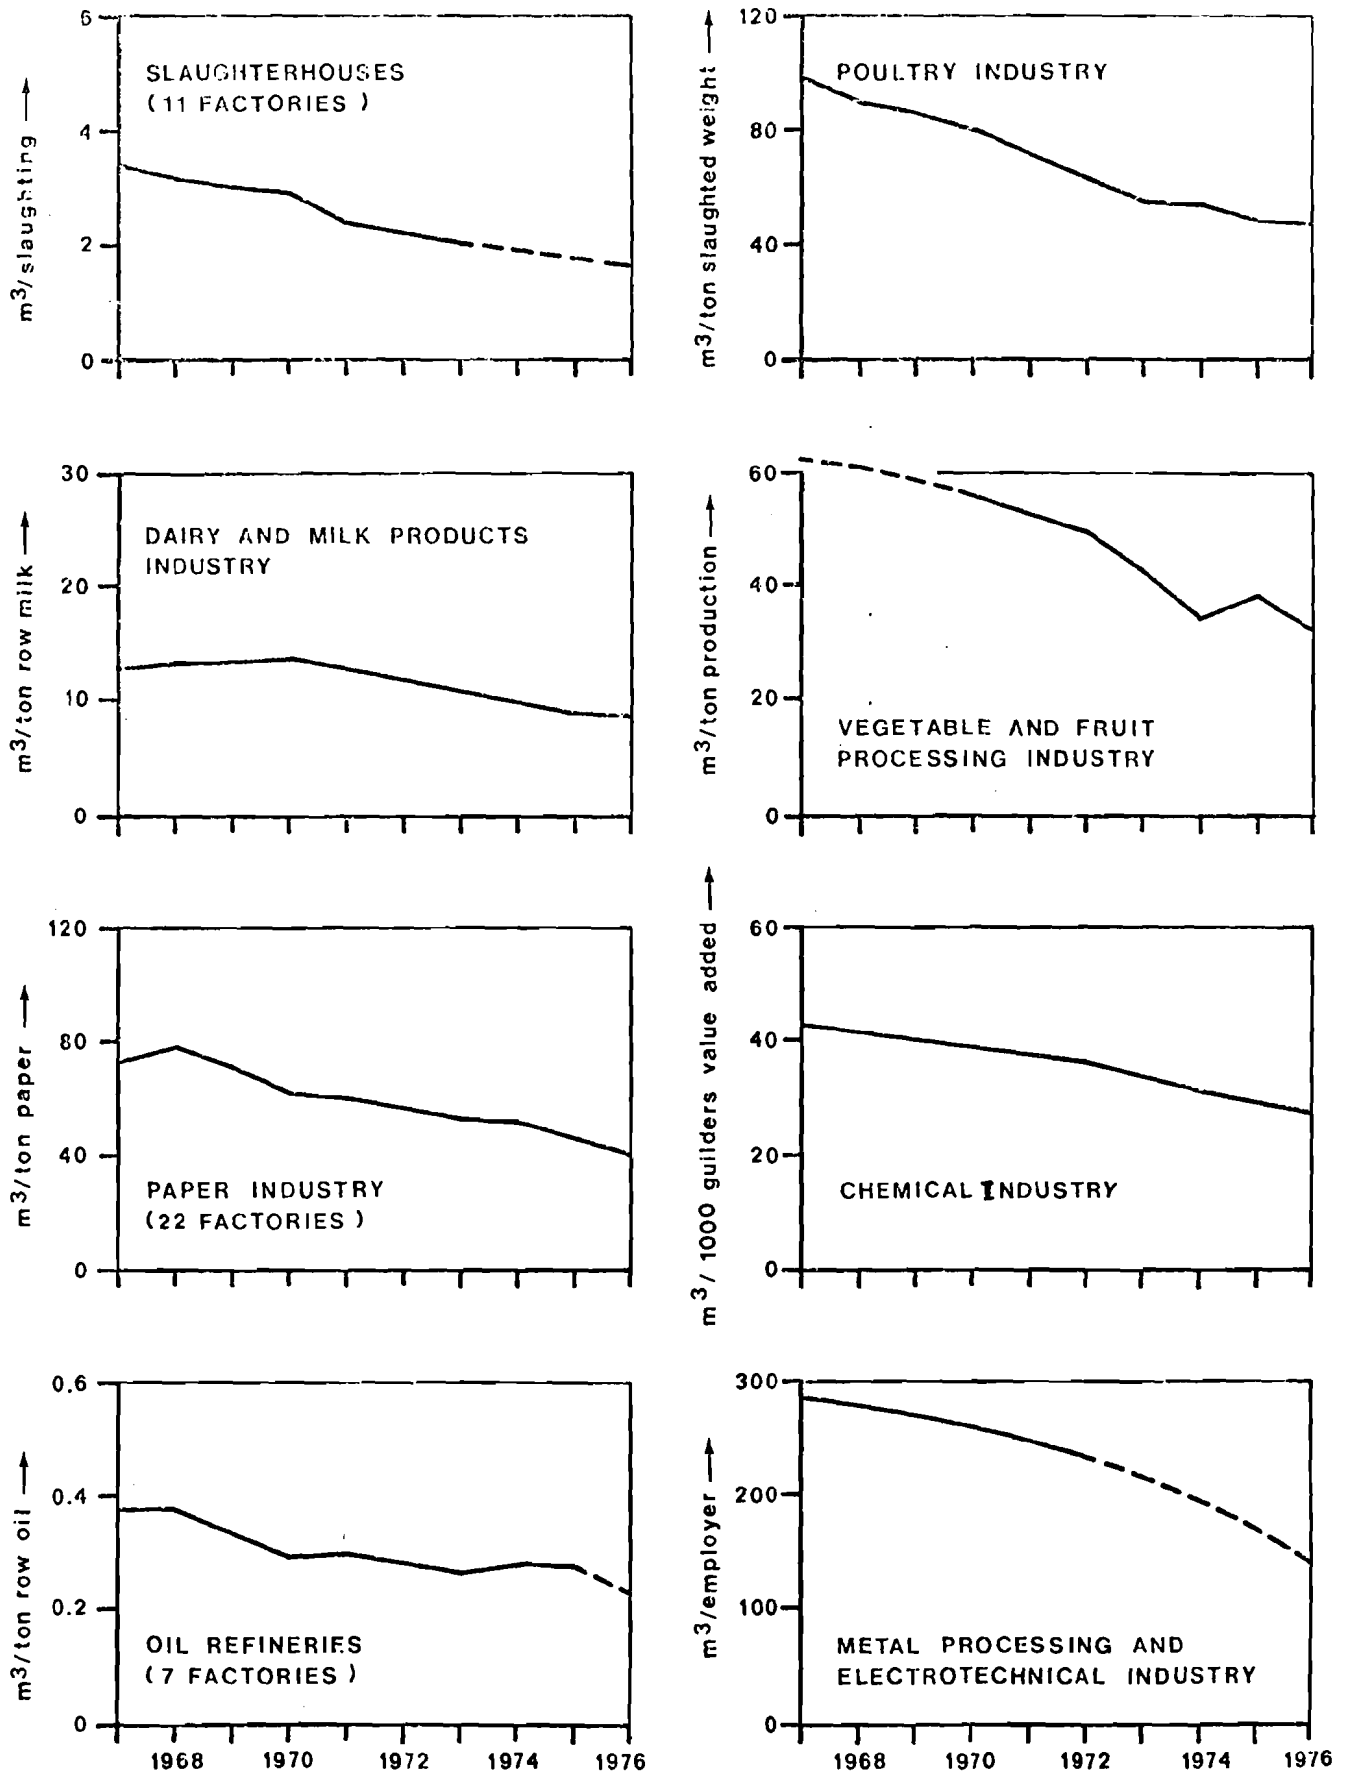 6
4
2
0
m³/slaughting
SLAUGHTERHOUSES
(11 FACTORIES)
120
80
40
0
m³/ton slaughted weight
POULTRY INDUSTRY
30
20
10
0
m³/ton row milk
DAIRY AND MILK PRODUCTS
INDUSTRY
60
40
20
0
m³/ton production
VEGETABLE AND FRUIT
PROCESSING INDUSTRY
120
80
40
0
m³/ton paper
PAPER INDUSTRY
(22 FACTORIES)
60
40
20
0
m³/1000 guilders value added
CHEMICAL INDUSTRY
0.6
0.4
0.2
0
m³/ton row oil
OIL REFINERIES
(7 FACTORIES)
1968 1970 1972 1974 1976
300
200
100
0
m³/employer
METAL PROCESSING AND
ELECTROTECHNICAL INDUSTRY
1968 1970 1972 1974 1976